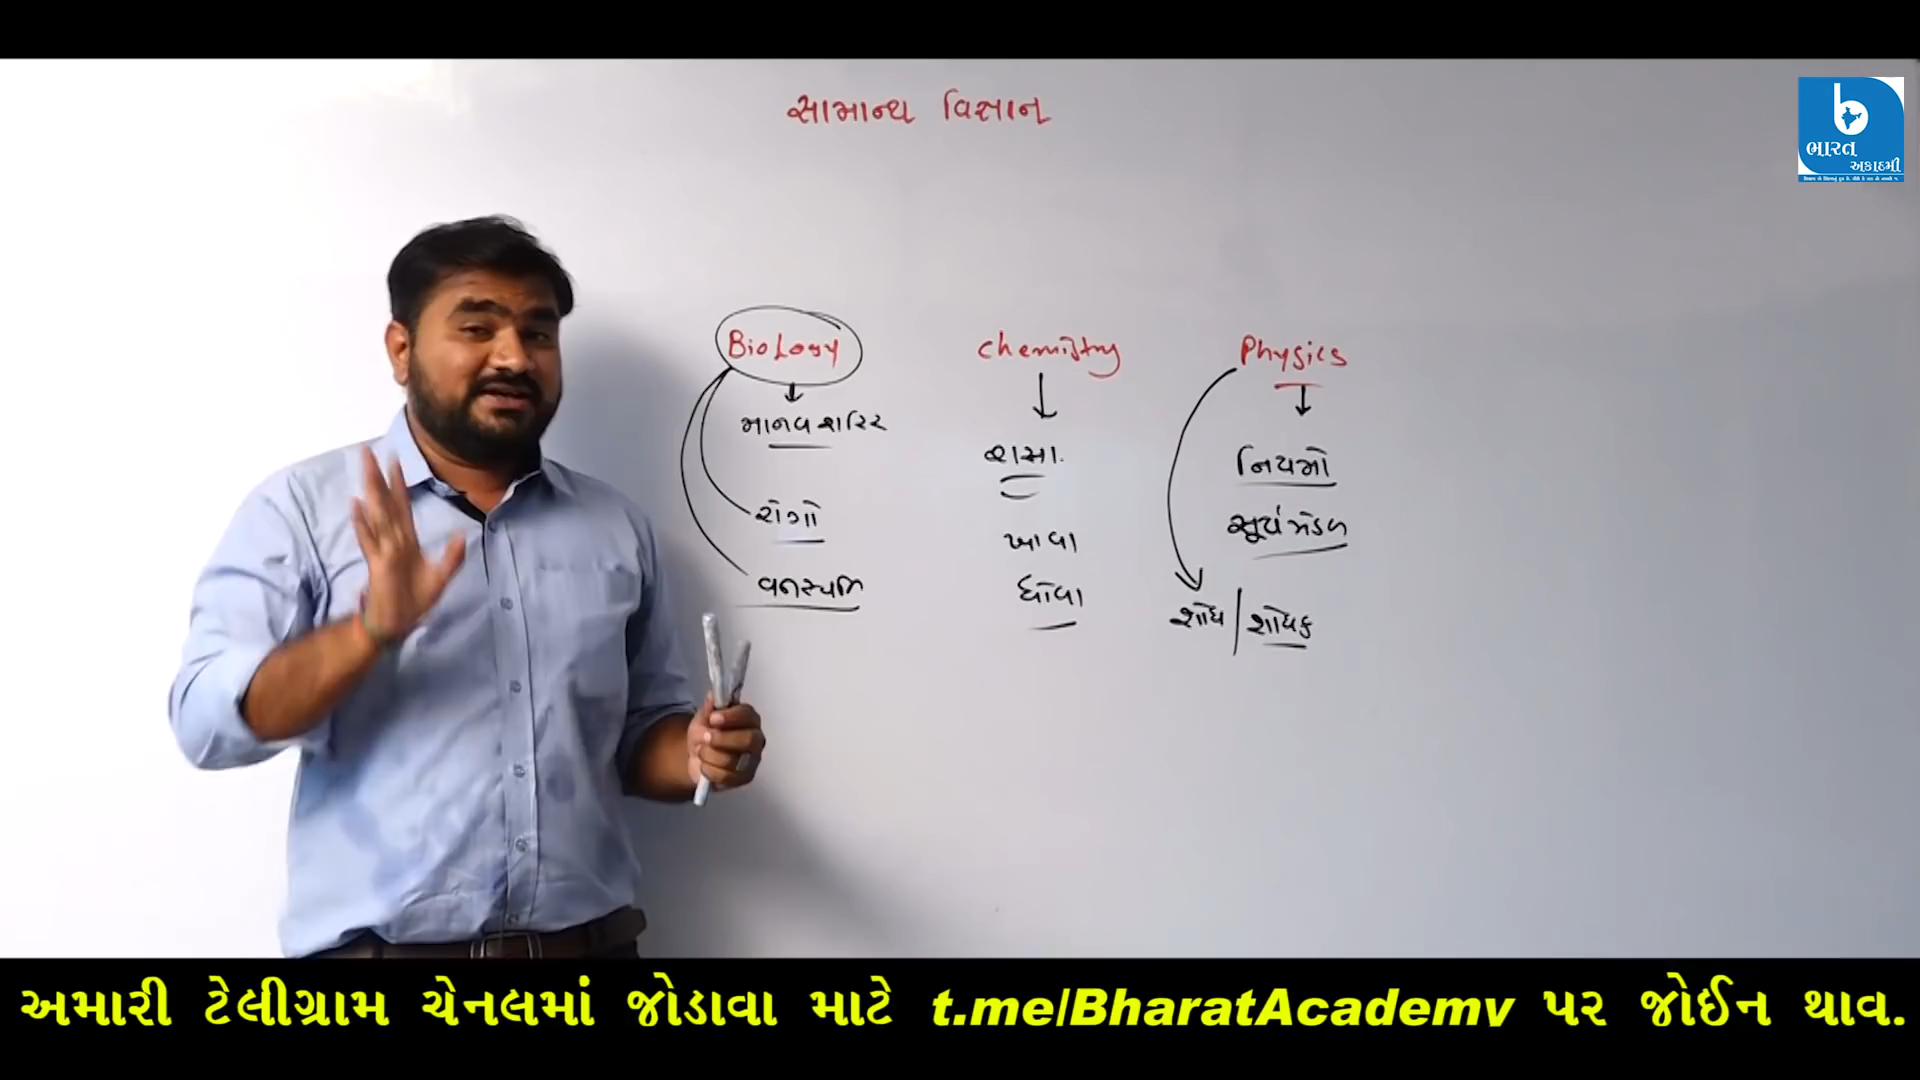 સામાન્ય વિજ્ઞાન
ભારત
અકાદમી
Biology
Chemistry
Physics
માનવ શરિર
રાસા.
નિયમો
રોગો
ખાવા
સૂર્યમંડળ
વનસ્પતિ
ધોવા
શોધ / શોધક
અમારી ટેલીગ્રામ ચેનલમાં જોડાવા માટે t.me/BharatAcademy પર જોઈન થાવ.